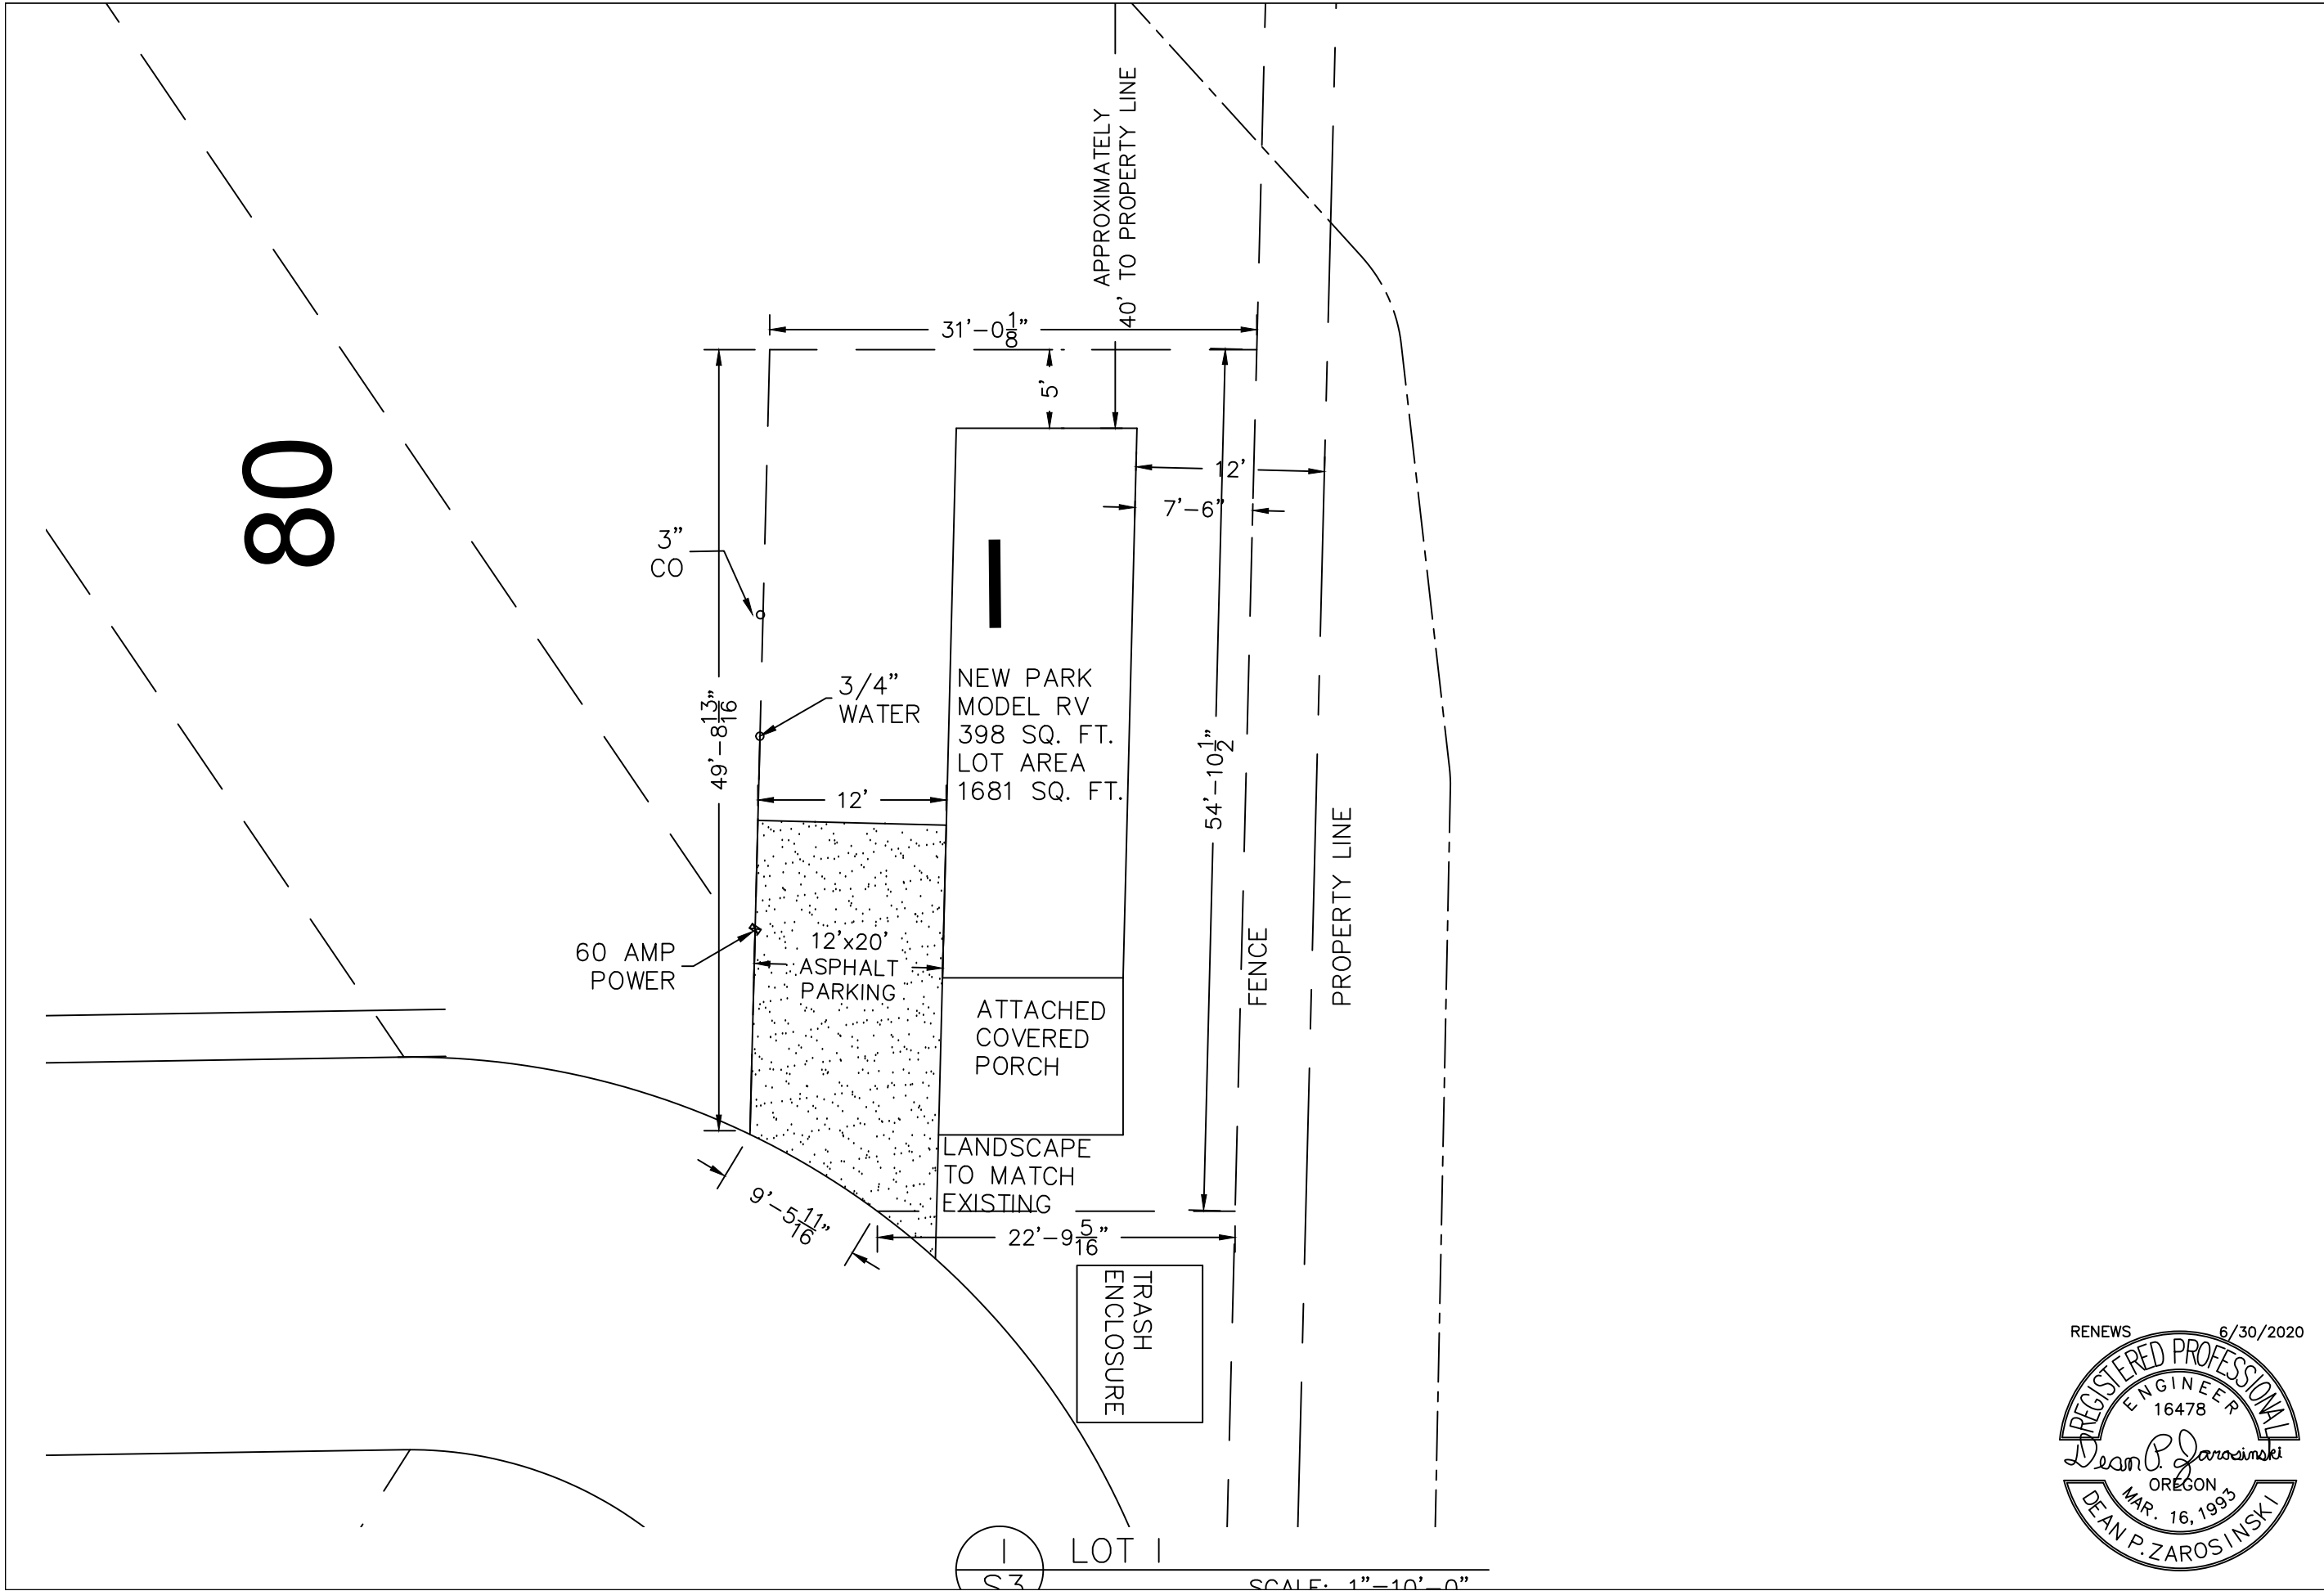 APPROXIMATELY
40' TO PROPERTY LINE
31'-0 1/8"
5'
80
12'
7'-6"
3"
CO
3/4"
WATER
NEW PARK
MODEL RV
398 SQ. FT.
LOT AREA
1681 SQ. FT.
I
49'-8 13/16"
54'-10 1/2"
12'
60 AMP
POWER
12'x20'
ASPHALT
PARKING
FENCE
PROPERTY LINE
ATTACHED
COVERED
PORCH
LANDSCAPE
TO MATCH
EXISTING
9'-5 11/16"
22'-9 5/16"
TRASH
ENCLOSURE
RENEWS 6/30/2020
REGISTERED PROFESSIONAL
ENGINEER
16478
Dean P. Zarosinski
OREGON
MAR. 16, 1993
DEAN P. ZAROSINSKI
I
S3
LOT I
SCALE: 1"=10'-0"